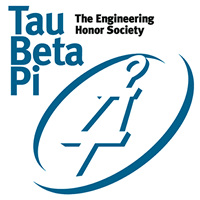 Tau
Beta
Pi
The Engineering
Honor Society